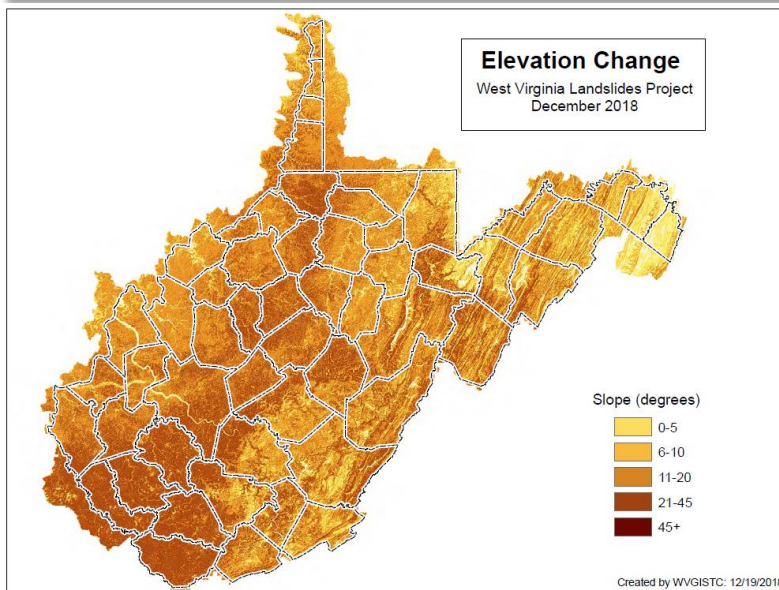 Elevation Change
West Virginia Landslides Project
December 2018
Slope (degrees)
0-5
6-10
11-20
21-45
45+
Created by WVGISTC: 12/19/2018